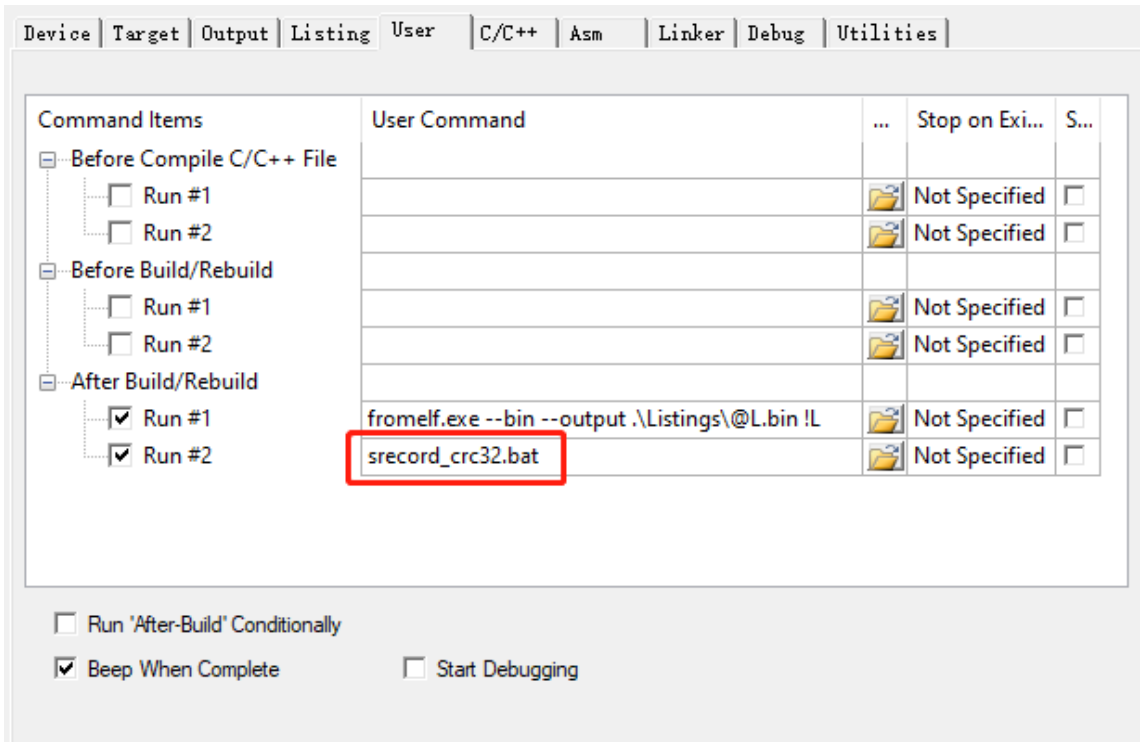 Device Target Output Listing User C/C++ Asm Linker Debug Utilities
Command Items User Command ... Stop on Exi... S...
Before Compile C/C++ File
Run #1 Not Specified
Run #2 Not Specified
Before Build/Rebuild
Run #1 Not Specified
Run #2 Not Specified
After Build/Rebuild
Run #1 fromelf.exe --bin --output .\Listings\@L.bin !L Not Specified
Run #2 srecord_crc32.bat Not Specified
Run 'After-Build' Conditionally
Beep When Complete Start Debugging